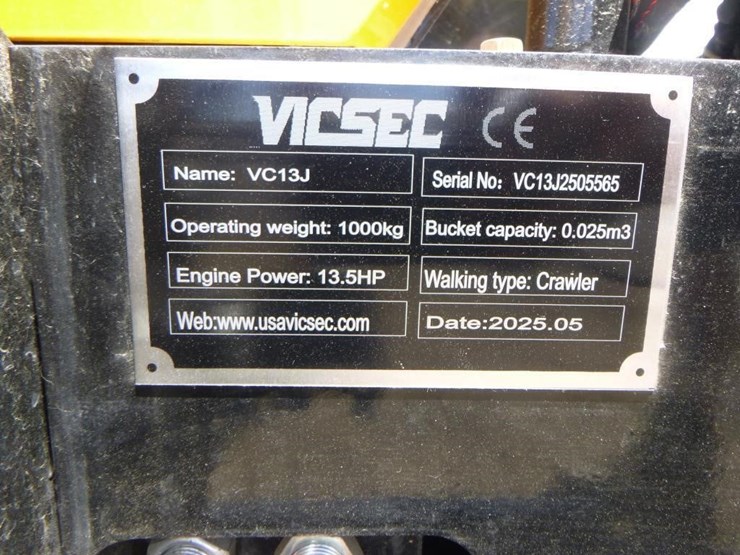 VICSEC CE
Name: VC13J
Serial No: VC13J2505565
Operating weight: 1000kg
Bucket capacity: 0.025m3
Engine Power: 13.5HP
Walking type: Crawler
Web:www.usavicsec.com
Date:2025.05